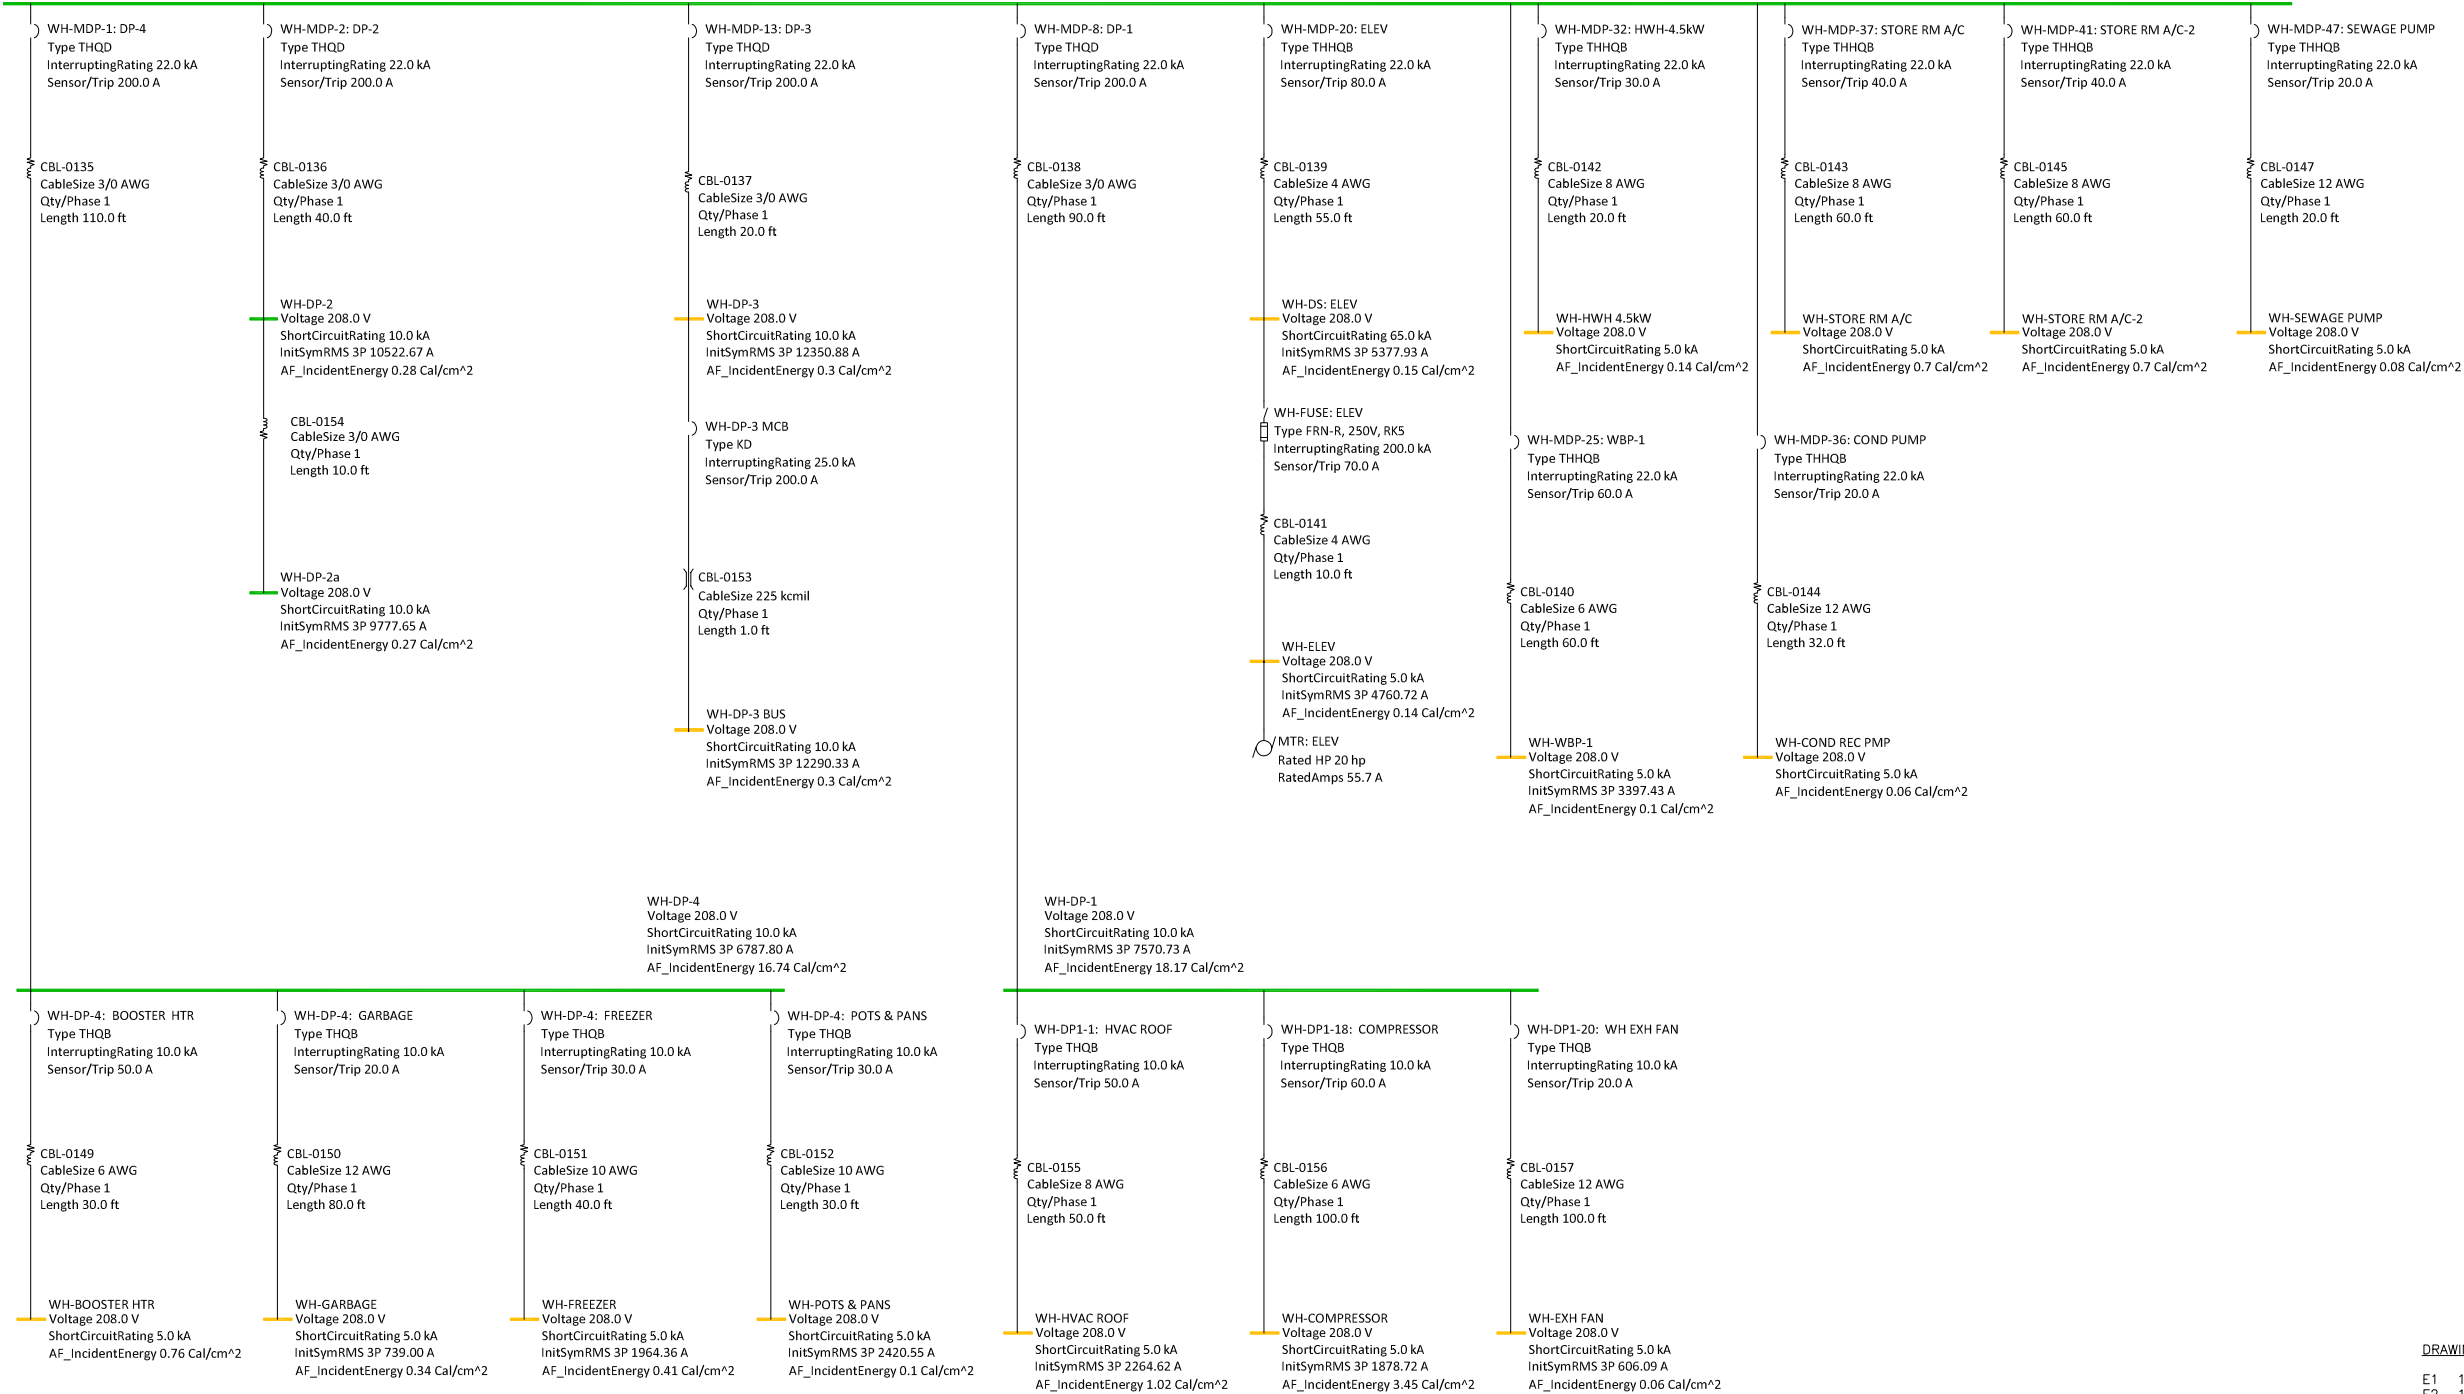 WH-MDP-1: DP-4
Type THQD
InterruptingRating 22.0 kA
Sensor/Trip 200.0 A
WH-MDP-2: DP-2
Type THQD
InterruptingRating 22.0 kA
Sensor/Trip 200.0 A
WH-MDP-13: DP-3
Type THQD
InterruptingRating 22.0 kA
Sensor/Trip 200.0 A
WH-MDP-8: DP-1
Type THQD
InterruptingRating 22.0 kA
Sensor/Trip 200.0 A
WH-MDP-20: ELEV
Type THHQB
InterruptingRating 22.0 kA
Sensor/Trip 80.0 A
WH-MDP-32: HWH-4.5kW
Type THHQB
InterruptingRating 22.0 kA
Sensor/Trip 30.0 A
WH-MDP-37: STORE RM A/C
Type THHQB
InterruptingRating 22.0 kA
Sensor/Trip 40.0 A
WH-MDP-41: STORE RM A/C-2
Type THHQB
InterruptingRating 22.0 kA
Sensor/Trip 40.0 A
WH-MDP-47: SEWAGE PUMP
Type THHQB
InterruptingRating 22.0 kA
Sensor/Trip 20.0 A
CBL-0135
CableSize 3/0 AWG
Qty/Phase 1
Length 110.0 ft
CBL-0136
CableSize 3/0 AWG
Qty/Phase 1
Length 40.0 ft
CBL-0137
CableSize 3/0 AWG
Qty/Phase 1
Length 20.0 ft
CBL-0138
CableSize 3/0 AWG
Qty/Phase 1
Length 90.0 ft
CBL-0139
CableSize 4 AWG
Qty/Phase 1
Length 55.0 ft
CBL-0142
CableSize 8 AWG
Qty/Phase 1
Length 20.0 ft
CBL-0143
CableSize 8 AWG
Qty/Phase 1
Length 60.0 ft
CBL-0145
CableSize 8 AWG
Qty/Phase 1
Length 60.0 ft
CBL-0147
CableSize 12 AWG
Qty/Phase 1
Length 20.0 ft
WH-DP-2
Voltage 208.0 V
ShortCircuitRating 10.0 kA
InitSymRMS 3P 10522.67 A
AF_IncidentEnergy 0.28 Cal/cm^2
WH-DP-3
Voltage 208.0 V
ShortCircuitRating 10.0 kA
InitSymRMS 3P 12350.88 A
AF_IncidentEnergy 0.3 Cal/cm^2
WH-DS: ELEV
Voltage 208.0 V
ShortCircuitRating 65.0 kA
InitSymRMS 3P 5377.93 A
AF_IncidentEnergy 0.15 Cal/cm^2
WH-HWH 4.5kW
Voltage 208.0 V
ShortCircuitRating 5.0 kA
AF_IncidentEnergy 0.14 Cal/cm^2
WH-STORE RM A/C
Voltage 208.0 V
ShortCircuitRating 5.0 kA
AF_IncidentEnergy 0.7 Cal/cm^2
WH-STORE RM A/C-2
Voltage 208.0 V
ShortCircuitRating 5.0 kA
AF_IncidentEnergy 0.7 Cal/cm^2
WH-SEWAGE PUMP
Voltage 208.0 V
ShortCircuitRating 5.0 kA
AF_IncidentEnergy 0.08 Cal/cm^2
CBL-0154
CableSize 3/0 AWG
Qty/Phase 1
Length 10.0 ft
WH-DP-3 MCB
Type KD
InterruptingRating 25.0 kA
Sensor/Trip 200.0 A
WH-FUSE: ELEV
Type FRN-R, 250V, RK5
InterruptingRating 200.0 kA
Sensor/Trip 70.0 A
WH-MDP-25: WBP-1
Type THHQB
InterruptingRating 22.0 kA
Sensor/Trip 60.0 A
WH-MDP-36: COND PUMP
Type THHQB
InterruptingRating 22.0 kA
Sensor/Trip 20.0 A
CBL-0141
CableSize 4 AWG
Qty/Phase 1
Length 10.0 ft
WH-DP-2a
Voltage 208.0 V
ShortCircuitRating 10.0 kA
InitSymRMS 3P 9777.65 A
AF_IncidentEnergy 0.27 Cal/cm^2
CBL-0153
CableSize 225 kcmil
Qty/Phase 1
Length 1.0 ft
CBL-0140
CableSize 6 AWG
Qty/Phase 1
Length 60.0 ft
CBL-0144
CableSize 12 AWG
Qty/Phase 1
Length 32.0 ft
WH-ELEV
Voltage 208.0 V
ShortCircuitRating 5.0 kA
InitSymRMS 3P 4760.72 A
AF_IncidentEnergy 0.14 Cal/cm^2
WH-DP-3 BUS
Voltage 208.0 V
ShortCircuitRating 10.0 kA
InitSymRMS 3P 12290.33 A
AF_IncidentEnergy 0.3 Cal/cm^2
MTR: ELEV
Rated HP 20 hp
RatedAmps 55.7 A
WH-WBP-1
Voltage 208.0 V
ShortCircuitRating 5.0 kA
InitSymRMS 3P 3397.43 A
AF_IncidentEnergy 0.1 Cal/cm^2
WH-COND REC PMP
Voltage 208.0 V
ShortCircuitRating 5.0 kA
AF_IncidentEnergy 0.06 Cal/cm^2
WH-DP-4
Voltage 208.0 V
ShortCircuitRating 10.0 kA
InitSymRMS 3P 6787.80 A
AF_IncidentEnergy 16.74 Cal/cm^2
WH-DP-1
Voltage 208.0 V
ShortCircuitRating 10.0 kA
InitSymRMS 3P 7570.73 A
AF_IncidentEnergy 18.17 Cal/cm^2
WH-DP-4: BOOSTER HTR
Type THQB
InterruptingRating 10.0 kA
Sensor/Trip 50.0 A
WH-DP-4: GARBAGE
Type THQB
InterruptingRating 10.0 kA
Sensor/Trip 20.0 A
WH-DP-4: FREEZER
Type THQB
InterruptingRating 10.0 kA
Sensor/Trip 30.0 A
WH-DP-4: POTS & PANS
Type THQB
InterruptingRating 10.0 kA
Sensor/Trip 30.0 A
WH-DP1-1: HVAC ROOF
Type THQB
InterruptingRating 10.0 kA
Sensor/Trip 50.0 A
WH-DP1-18: COMPRESSOR
Type THQB
InterruptingRating 10.0 kA
Sensor/Trip 60.0 A
WH-DP1-20: WH EXH FAN
Type THQB
InterruptingRating 10.0 kA
Sensor/Trip 20.0 A
CBL-0149
CableSize 6 AWG
Qty/Phase 1
Length 30.0 ft
CBL-0150
CableSize 12 AWG
Qty/Phase 1
Length 80.0 ft
CBL-0151
CableSize 10 AWG
Qty/Phase 1
Length 40.0 ft
CBL-0152
CableSize 10 AWG
Qty/Phase 1
Length 30.0 ft
CBL-0155
CableSize 8 AWG
Qty/Phase 1
Length 50.0 ft
CBL-0156
CableSize 6 AWG
Qty/Phase 1
Length 100.0 ft
CBL-0157
CableSize 12 AWG
Qty/Phase 1
Length 100.0 ft
WH-BOOSTER HTR
Voltage 208.0 V
ShortCircuitRating 5.0 kA
AF_IncidentEnergy 0.76 Cal/cm^2
WH-GARBAGE
Voltage 208.0 V
ShortCircuitRating 5.0 kA
InitSymRMS 3P 739.00 A
AF_IncidentEnergy 0.34 Cal/cm^2
WH-FREEZER
Voltage 208.0 V
ShortCircuitRating 5.0 kA
InitSymRMS 3P 1964.36 A
AF_IncidentEnergy 0.41 Cal/cm^2
WH-POTS & PANS
Voltage 208.0 V
ShortCircuitRating 5.0 kA
InitSymRMS 3P 2420.55 A
AF_IncidentEnergy 0.1 Cal/cm^2
WH-HVAC ROOF
Voltage 208.0 V
ShortCircuitRating 5.0 kA
InitSymRMS 3P 2264.62 A
AF_IncidentEnergy 1.02 Cal/cm^2
WH-COMPRESSOR
Voltage 208.0 V
ShortCircuitRating 5.0 kA
InitSymRMS 3P 1878.72 A
AF_IncidentEnergy 3.45 Cal/cm^2
WH-EXH FAN
Voltage 208.0 V
ShortCircuitRating 5.0 kA
InitSymRMS 3P 606.09 A
AF_IncidentEnergy 0.06 Cal/cm^2
E1